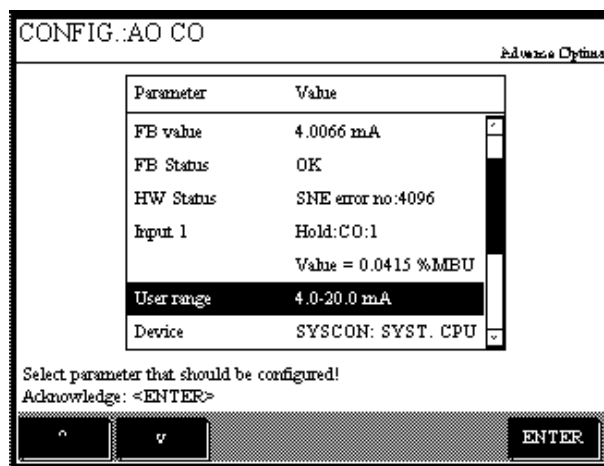 CONFIG.:AO CO
Advance Optima
Parameter Value
FB value 4.0066 mA
FB Status OK
HW Status SNE error no:4096
Input 1 Hold:CO:1
Value = 0.0415 %MBU
User range 4.0-20.0 mA
Device SYSCON: SYST. CPU
Select parameter that should be configured!
Acknowledge: <ENTER>
^ v ENTER